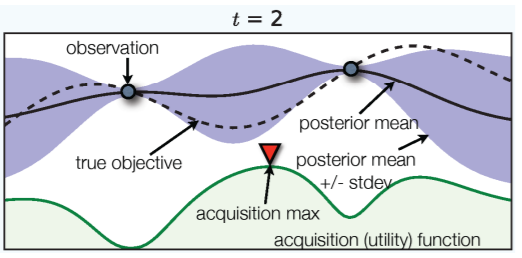 t = 2
observation
posterior mean
true objective
posterior mean
+/- stdev
acquisition max
acquisition (utility) function